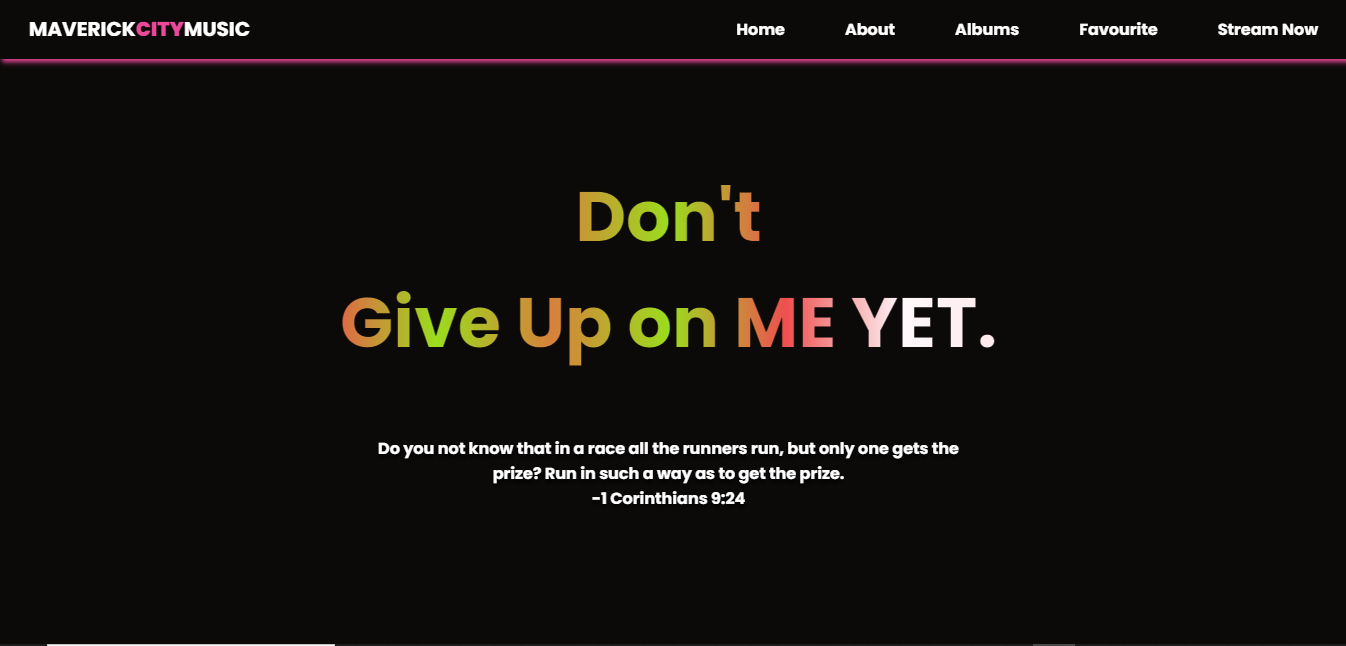 MAVERICKCITYMUSIC
Home About Albums Favourite Stream Now
Don't
Give Up on ME YET.
Do you not know that in a race all the runners run, but only one gets the
prize? Run in such a way as to get the prize.
-1 Corinthians 9:24